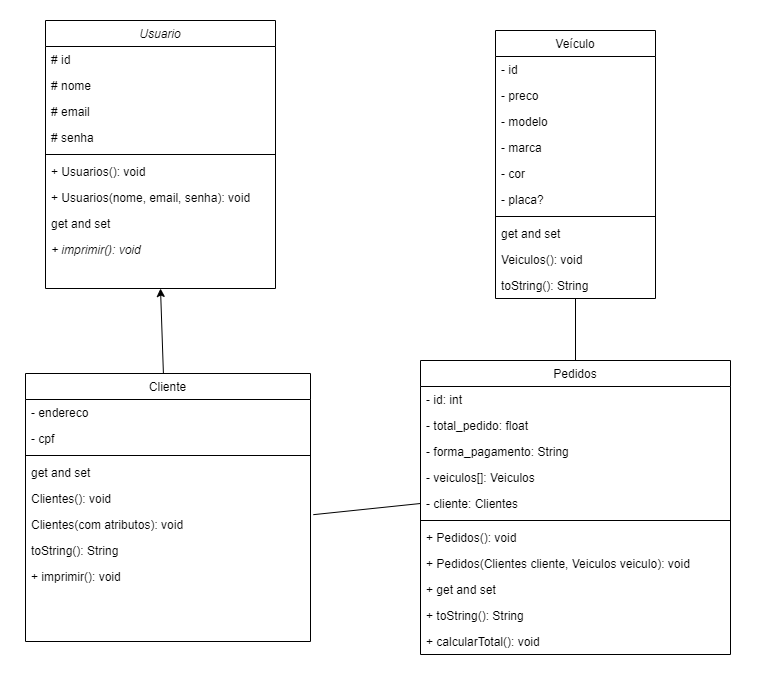 Usuario
# id
# nome
# email
# senha
+ Usuarios(): void
+ Usuarios(nome, email, senha): void
get and set
+ imprimir(): void
Veículo
- id
- preco
- modelo
- marca
- cor
- placa?
get and set
Veiculos(): void
toString(): String
Cliente
- endereco
- cpf
get and set
Clientes(): void
Clientes(com atributos): void
toString(): String
+ imprimir(): void
Pedidos
- id: int
- total_pedido: float
- forma_pagamento: String
- veiculos[]: Veiculos
- cliente: Clientes
+ Pedidos(): void
+ Pedidos(Clientes cliente, Veiculos veiculo): void
+ get and set
+ toString(): String
+ calcularTotal(): void